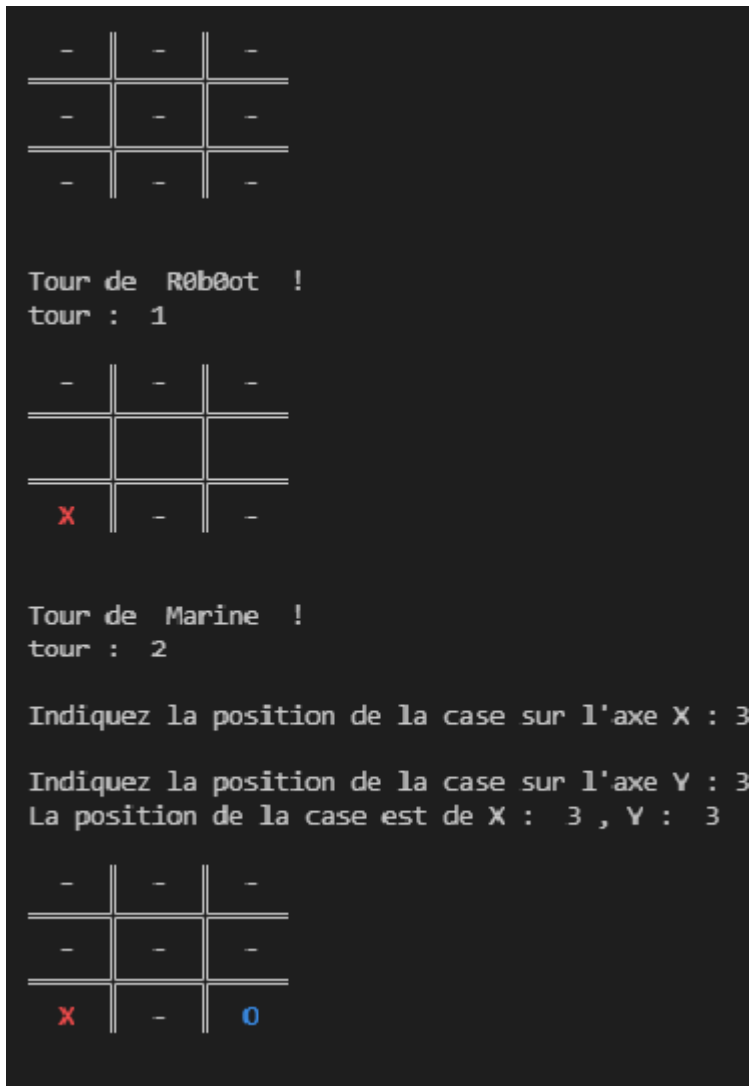 - ║ - ║ -
- ║ - ║ -
- ║ - ║ -
Tour de  R0b0ot  !
tour :  1
- ║ - ║ -
║ ║
X ║ - ║ -
Tour de  Marine  !
tour :  2
Indiquez la position de la case sur l'axe X : 3
Indiquez la position de la case sur l'axe Y : 3
La position de la case est de X :  3 , Y :  3
- ║ - ║ -
- ║ - ║ -
X ║ - ║ O